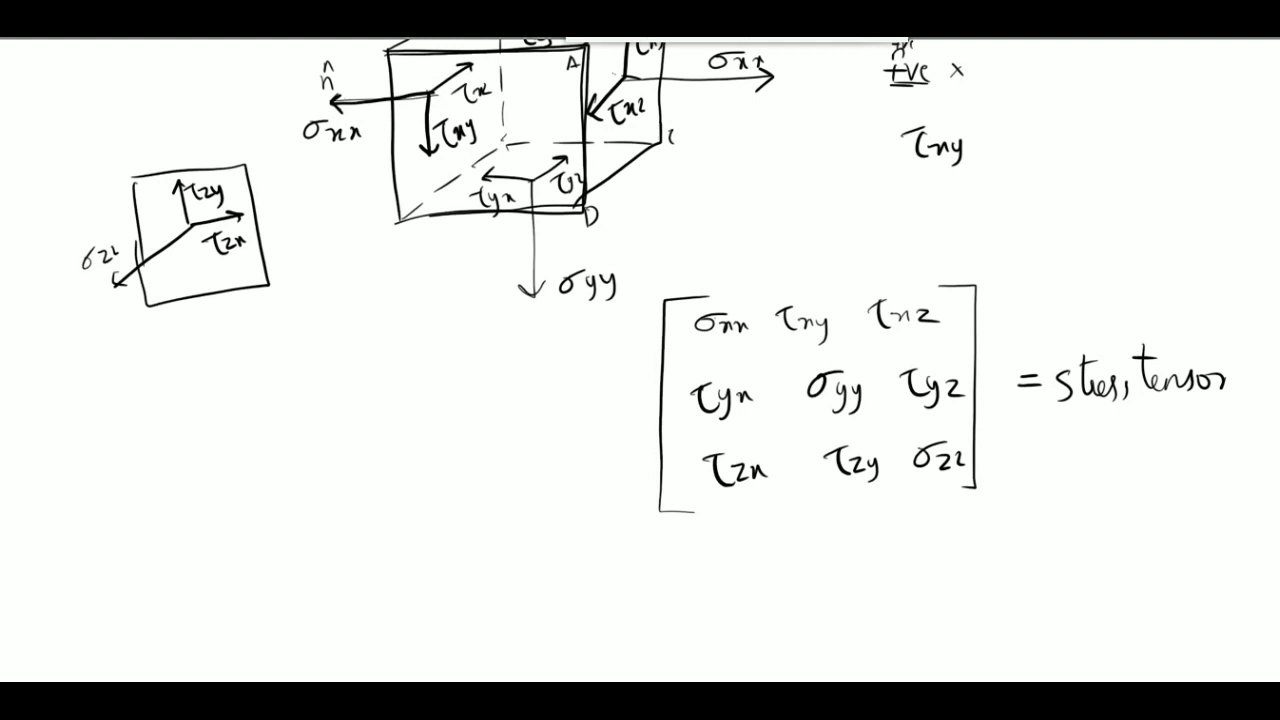 A
σxx
+ve x
n̂
τxz
τxz
σxx
τxy
τxy
τzy
τyz
τyx
D
τzx
σzz
σyy
σxx τxy τxz
τyx σyy τyz = stress tensor
τzx τzy σzz